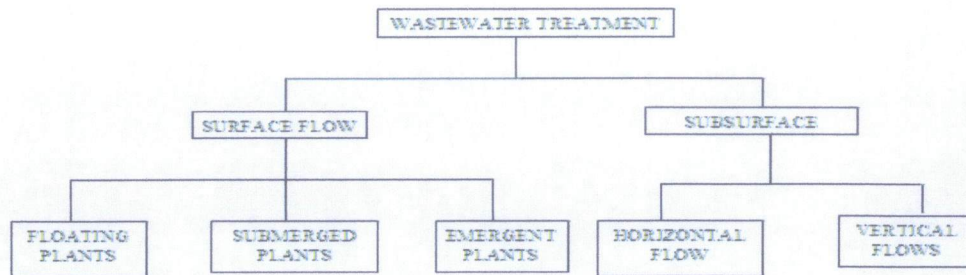 WASTEWATER TREATMENT
SURFACE FLOW
SUBSURFACE
FLOATING
PLANTS
SUBMERGED
PLANTS
EMERGENT
PLANTS
HORIZONTAL
FLOW
VERTICAL
FLOWS